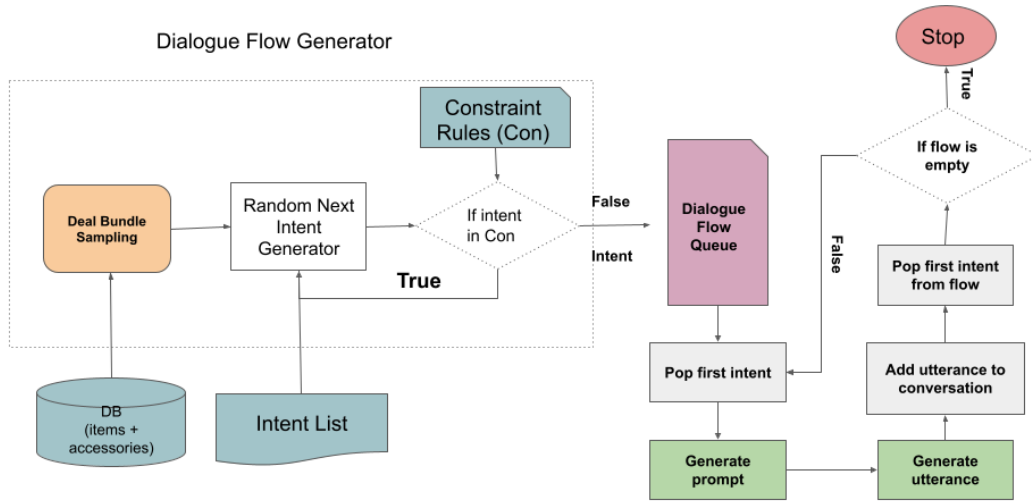 Dialogue Flow Generator
Stop
True
Constraint
Rules (Con)
If flow is
empty
Deal Bundle
Sampling
Random Next
Intent
Generator
If intent
in Con
False
Intent
True
Dialogue
Flow
Queue
False
Pop first intent
from flow
Pop first intent
Add utterance to
conversation
DB
(items +
accessories)
Intent List
Generate
prompt
Generate
utterance